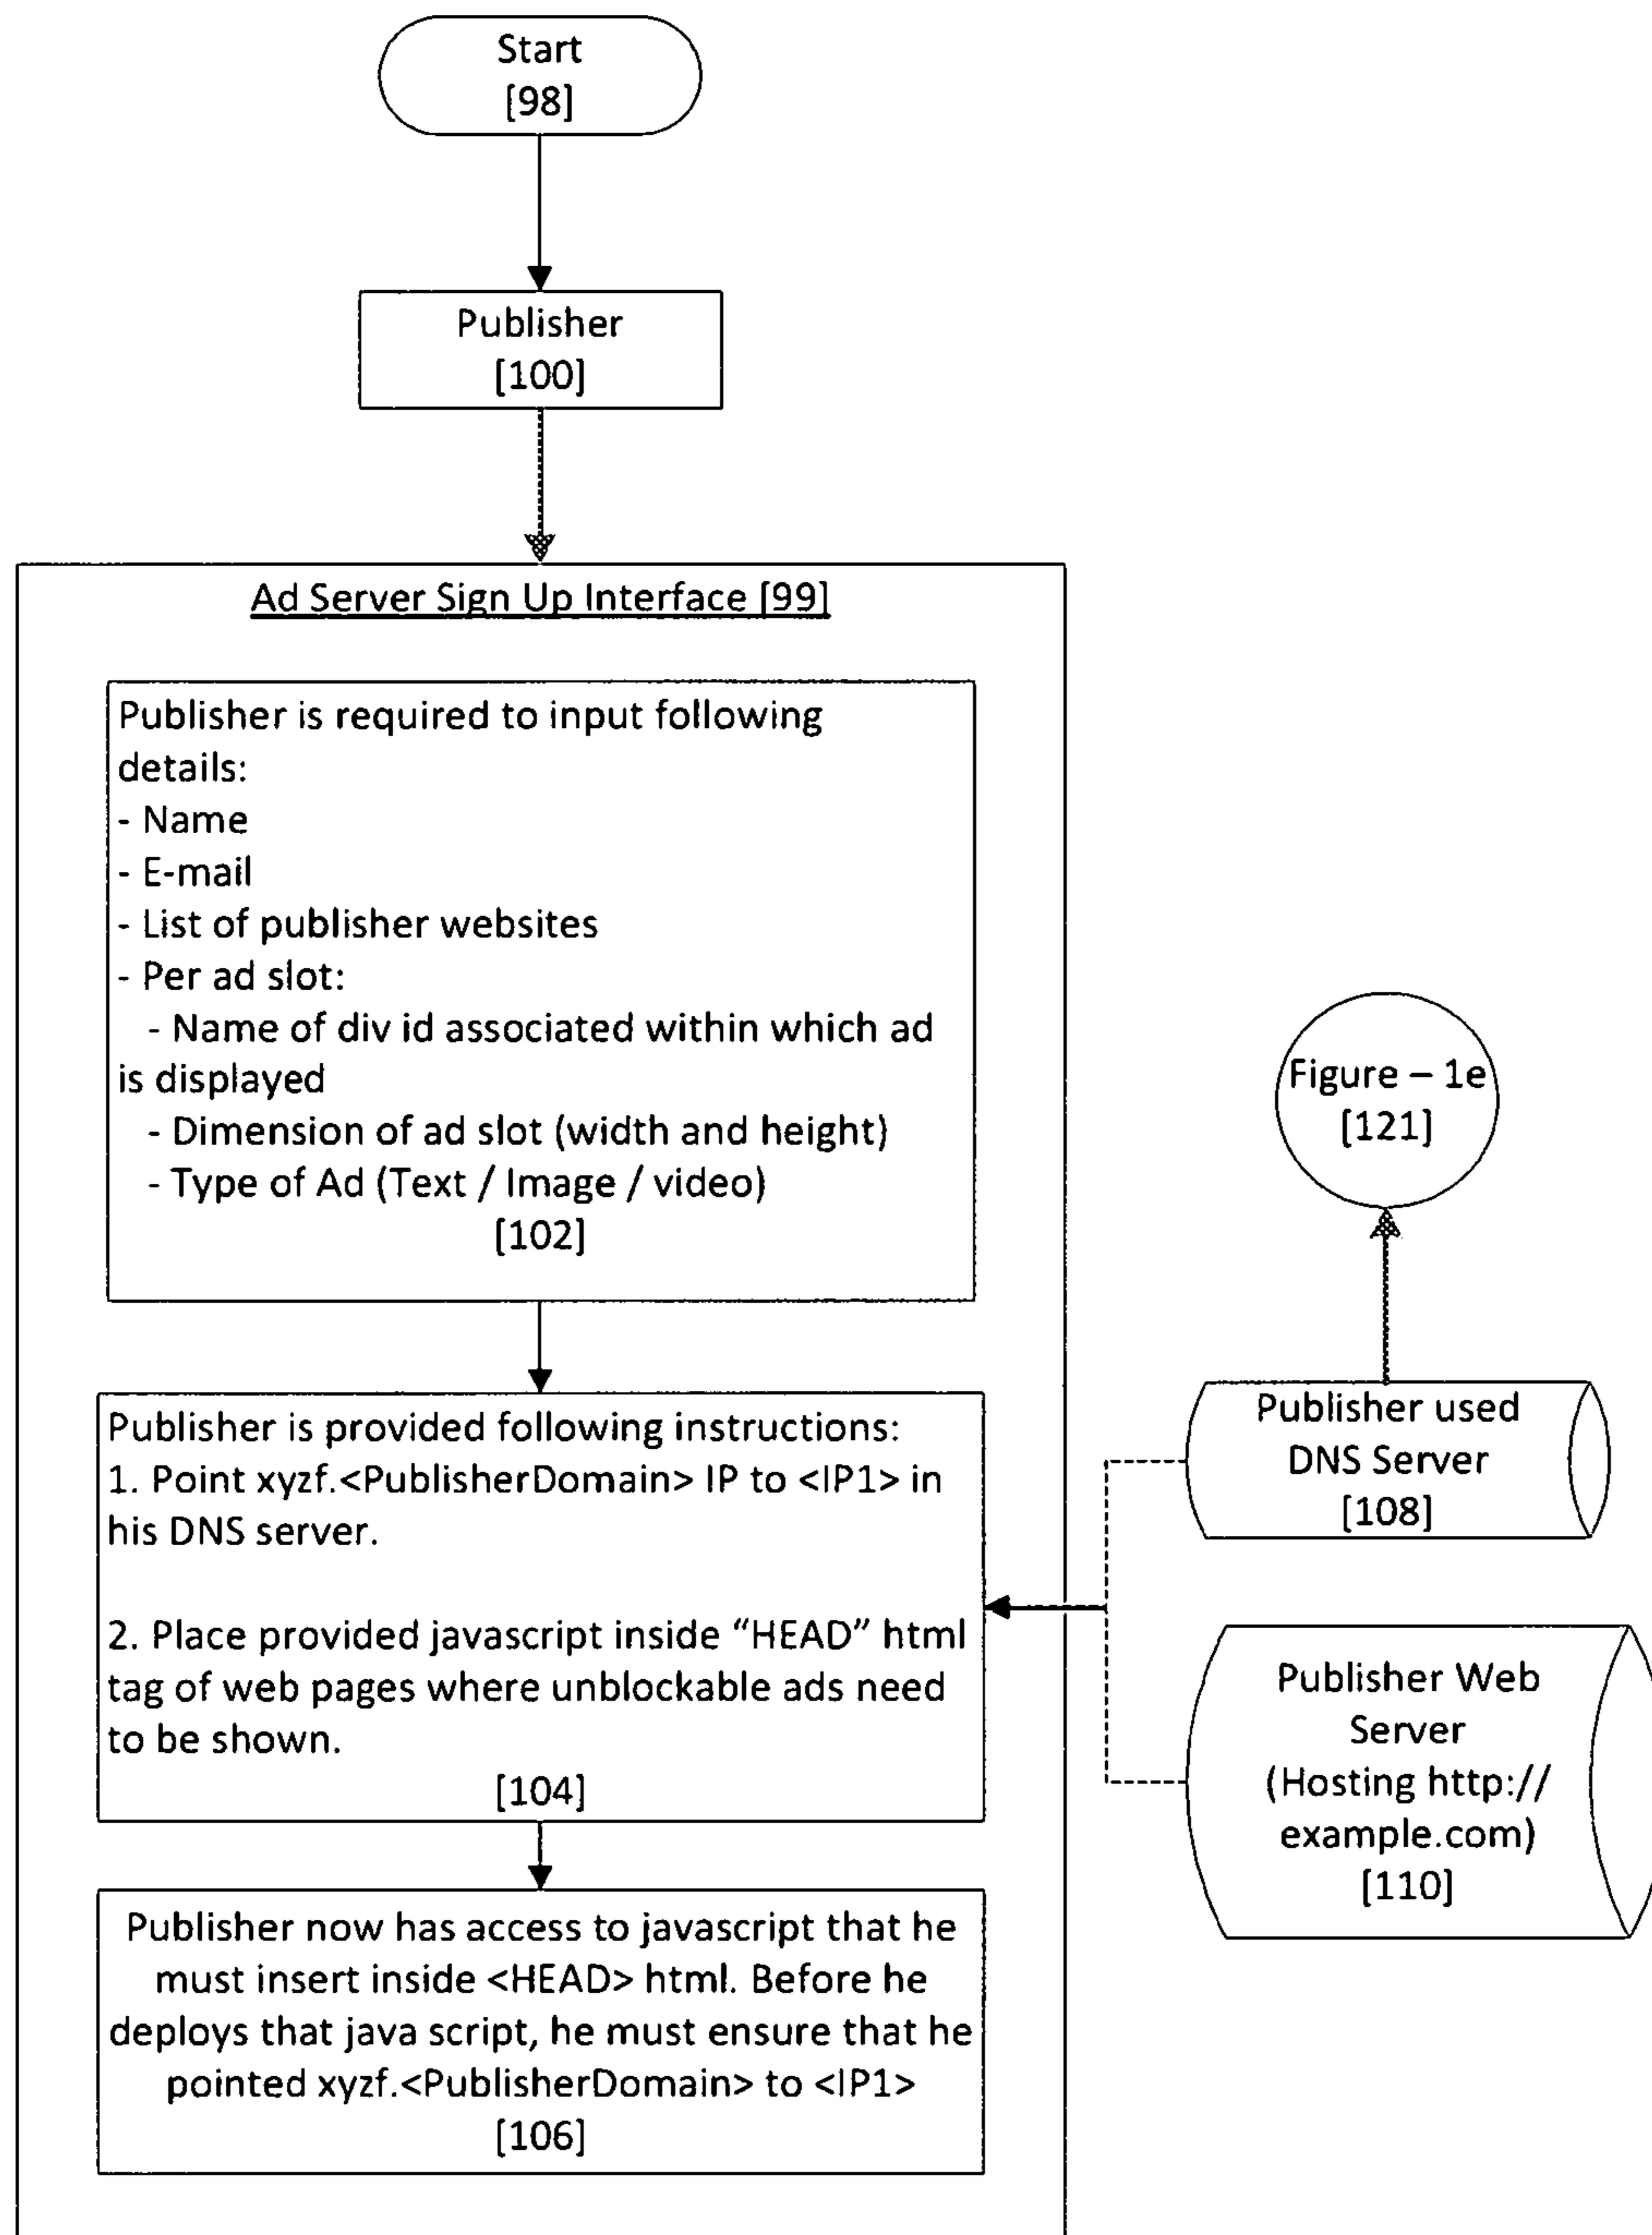 Start
[98]
Publisher
[100]
Ad Server Sign Up Interface [99]
Publisher is required to input following
details:
- Name
- E-mail
- List of publisher websites
- Per ad slot:
- Name of div id associated within which ad
is displayed
- Dimension of ad slot (width and height)
- Type of Ad (Text / Image / video)
[102]
Publisher is provided following instructions:
1. Point xyzf.<PublisherDomain> IP to <IP1> in
his DNS server.
2. Place provided javascript inside “HEAD” html
tag of web pages where unblockable ads need
to be shown.
[104]
Publisher now has access to javascript that he
must insert inside <HEAD> html. Before he
deploys that java script, he must ensure that he
pointed xyzf.<PublisherDomain> to <IP1>
[106]
Figure – 1e
[121]
Publisher used
DNS Server
[108]
Publisher Web
Server
(Hosting http://
example.com)
[110]